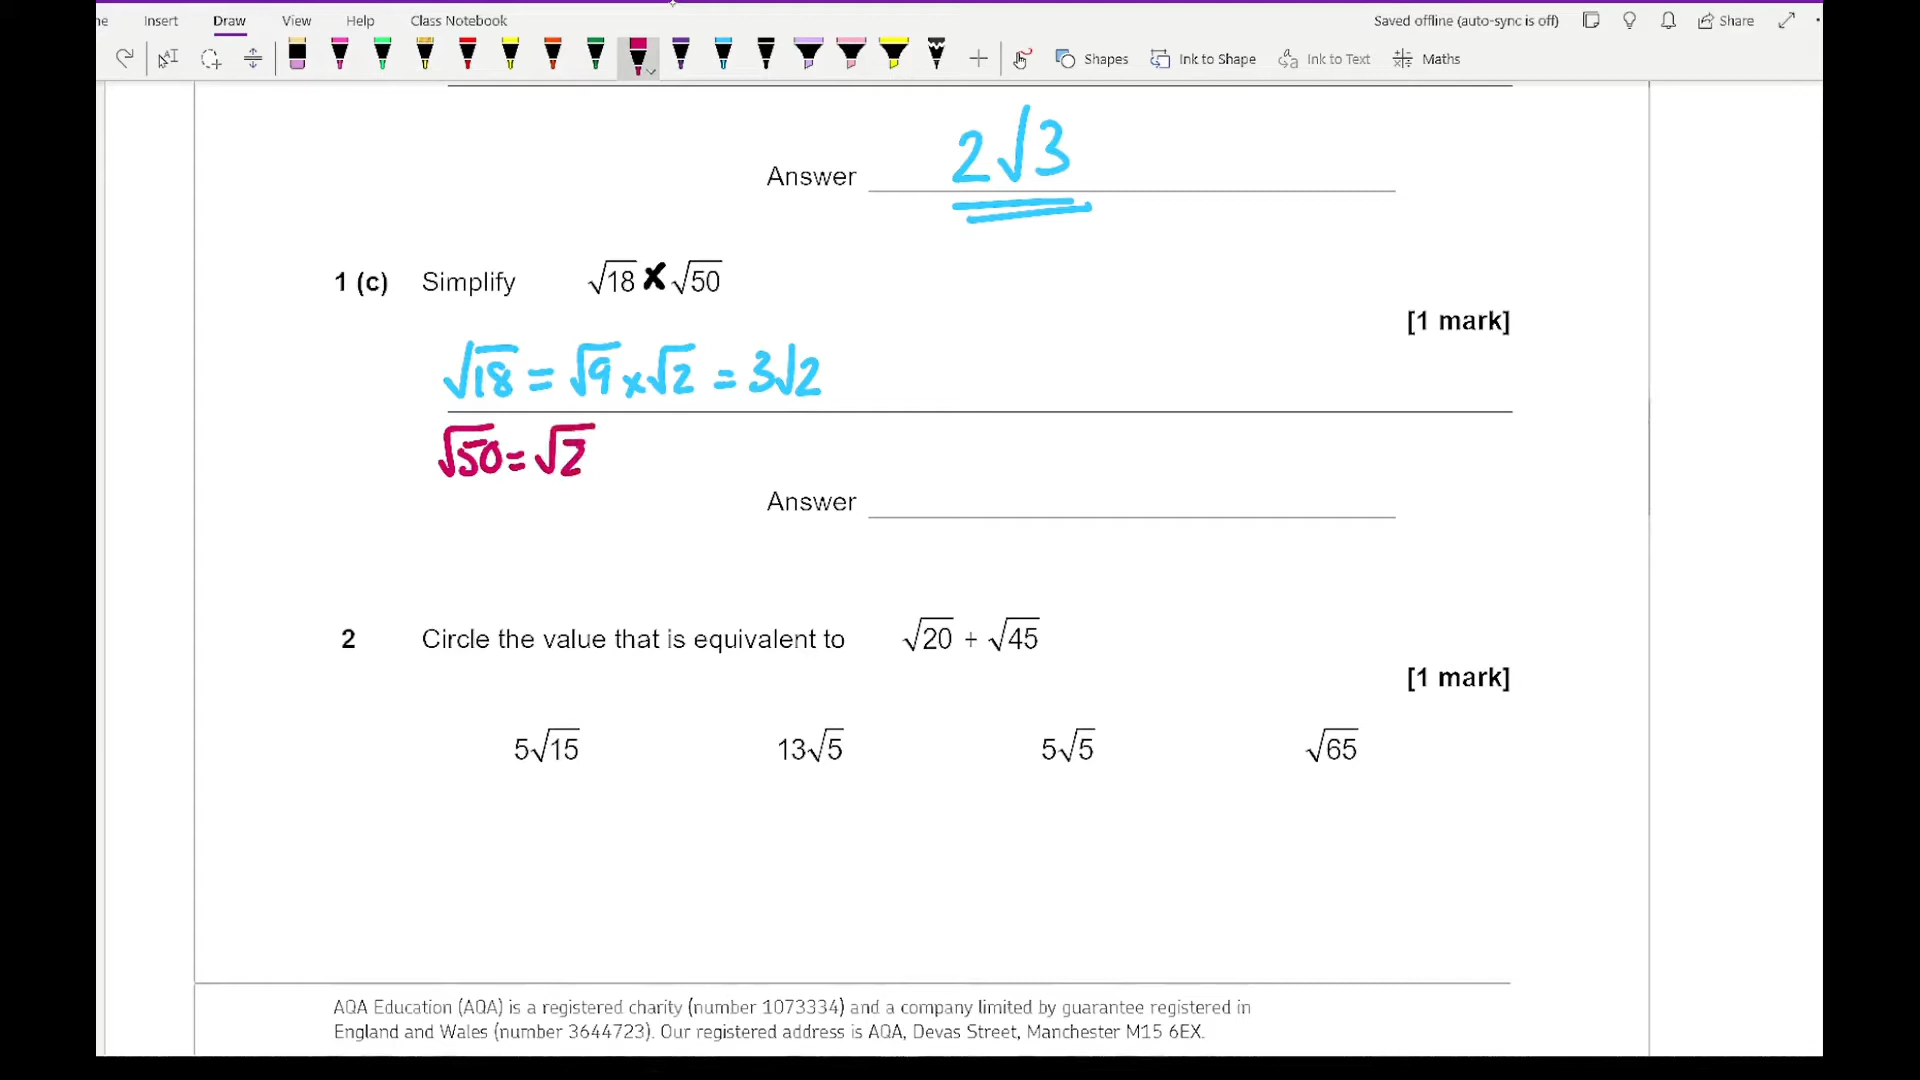 Insert Draw View Help Class Notebook Saved offline (auto-sync is off) Share
Shapes Ink to Shape Ink to Text Maths
Answer 2√3
1 (c) Simplify √18 × √50
[1 mark]
√18 = √9 × √2 = 3√2
√50 = √2
Answer
2 Circle the value that is equivalent to √20 + √45
[1 mark]
5√15 13√5 5√5 √65
AQA Education (AQA) is a registered charity (number 1073334) and a company limited by guarantee registered in
England and Wales (number 3644723). Our registered address is AQA, Devas Street, Manchester M15 6EX.